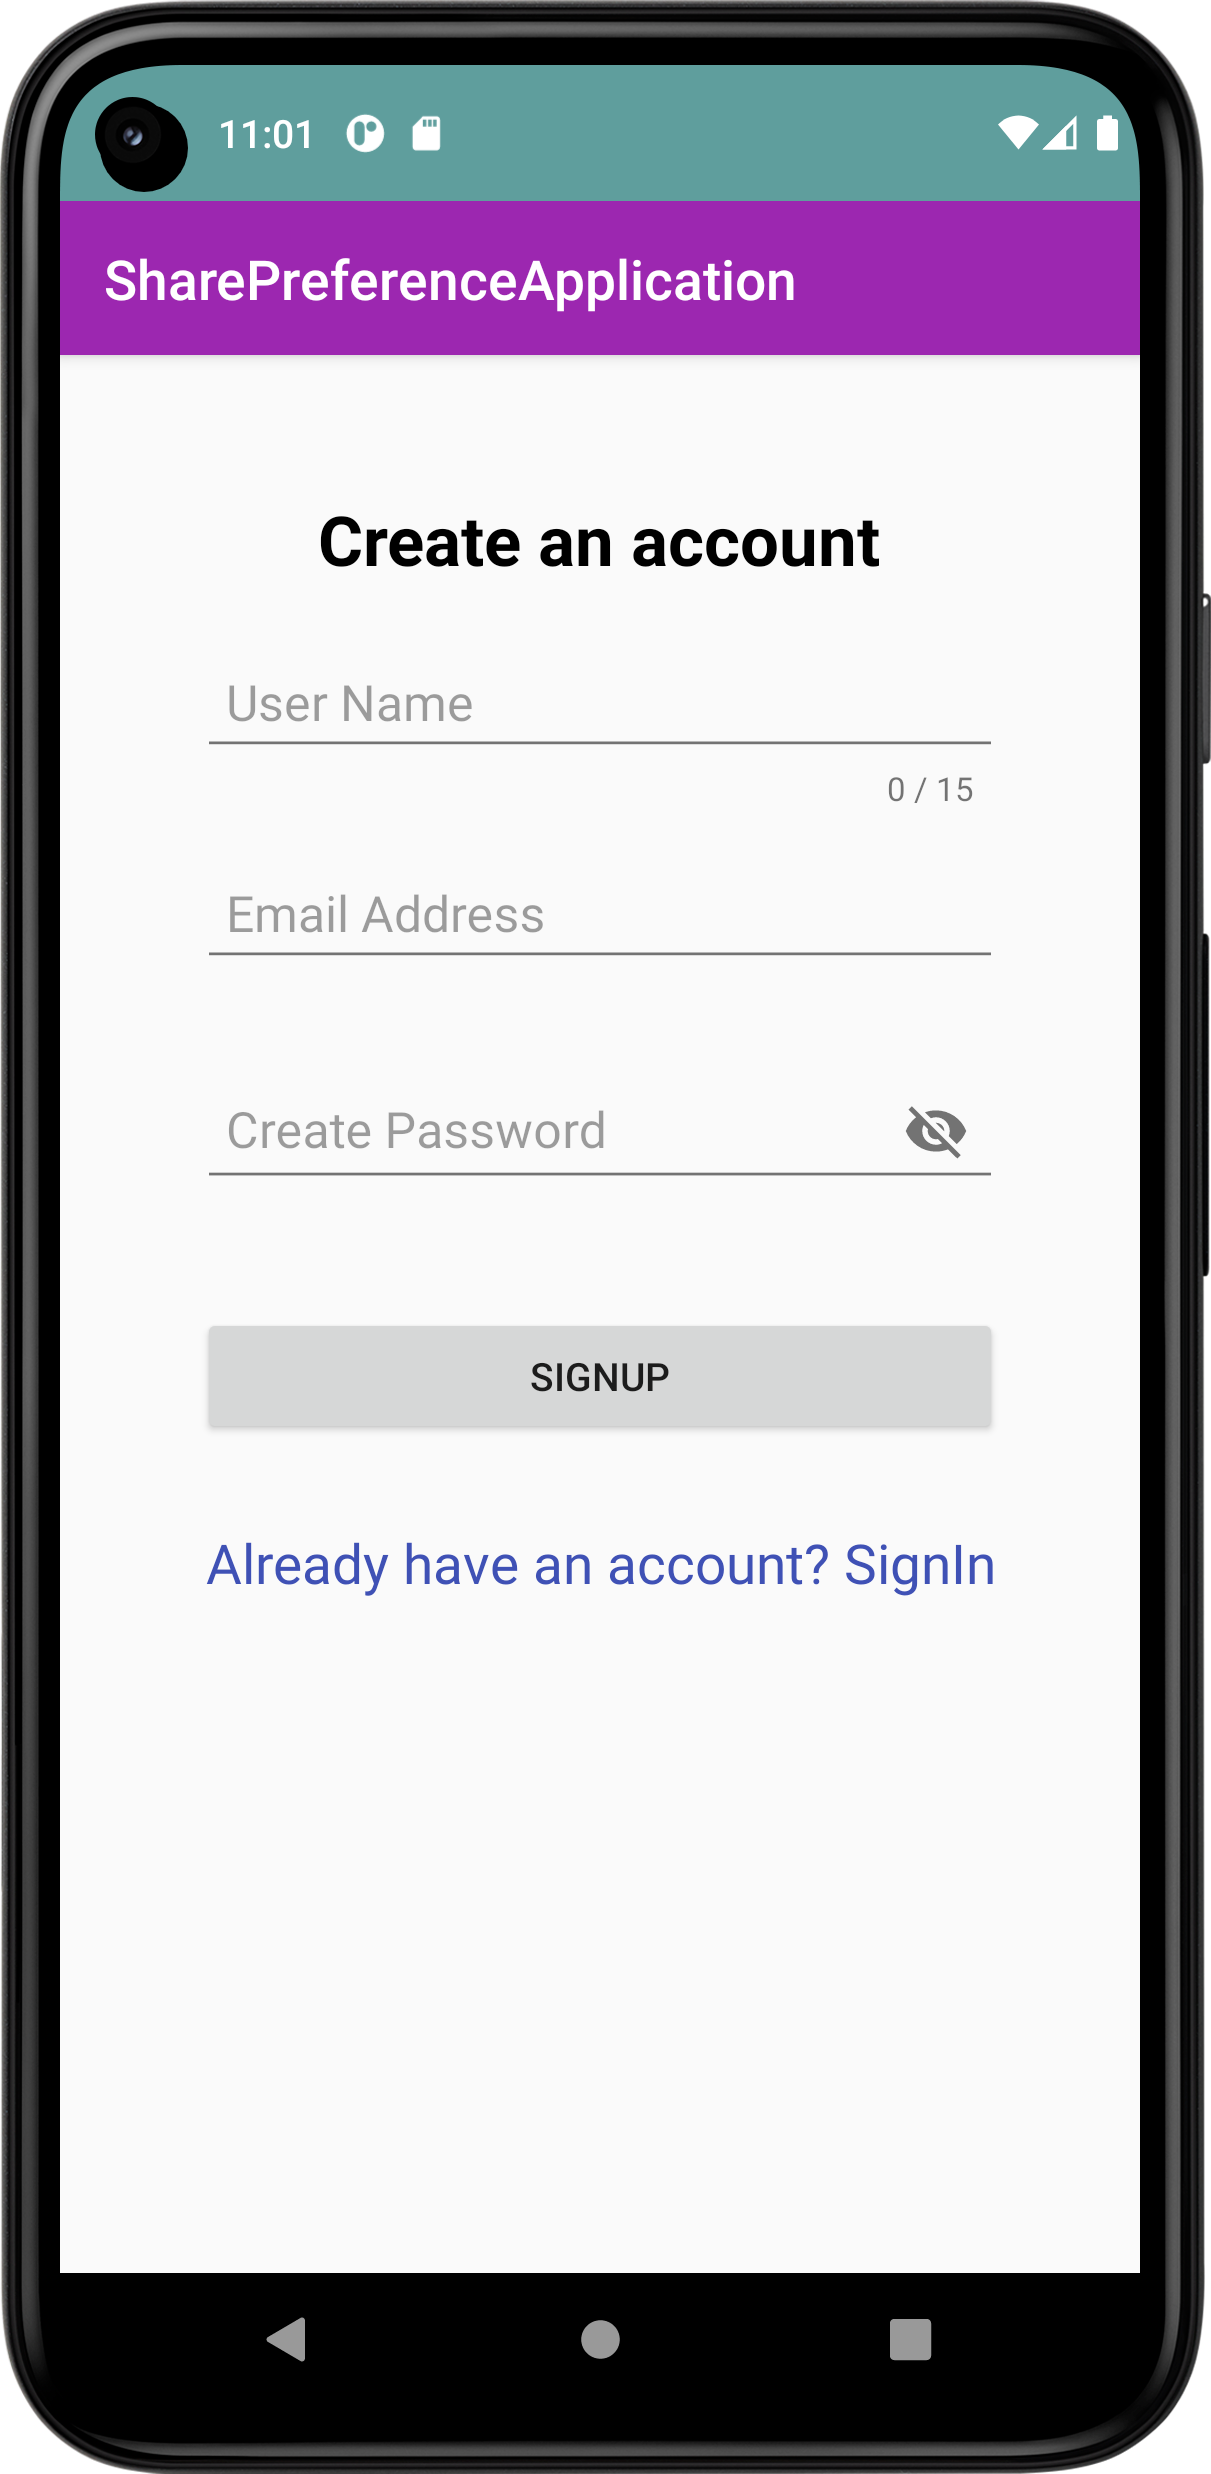 11:01
SharePreferenceApplication
Create an account
User Name
0 / 15
Email Address
Create Password
SIGNUP
Already have an account? SignIn